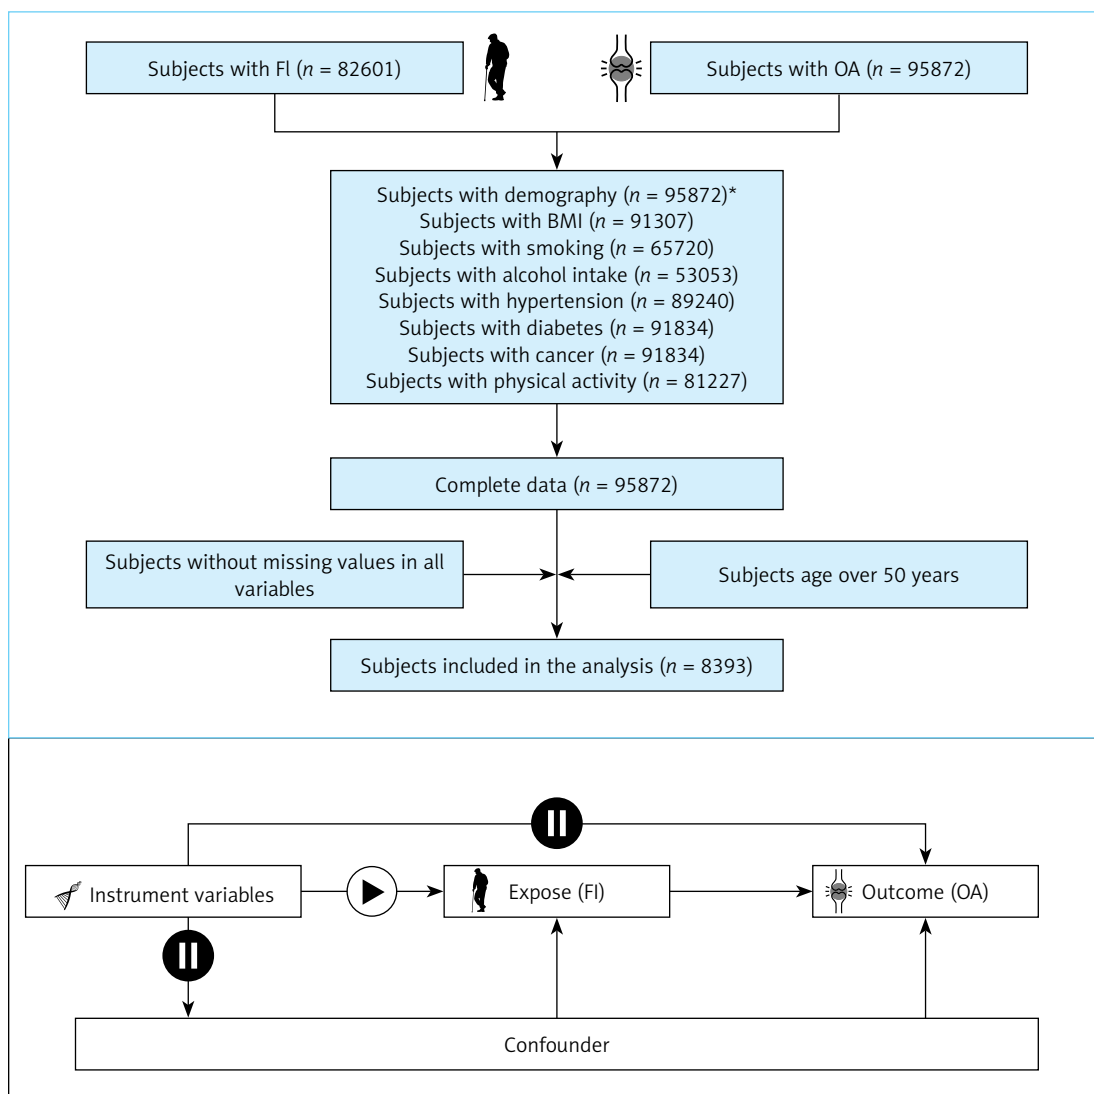 Subjects with Fl (n = 82601)
Subjects with OA (n = 95872)
Subjects with demography (n = 95872)*
Subjects with BMI (n = 91307)
Subjects with smoking (n = 65720)
Subjects with alcohol intake (n = 53053)
Subjects with hypertension (n = 89240)
Subjects with diabetes (n = 91834)
Subjects with cancer (n = 91834)
Subjects with physical activity (n = 81227)
Complete data (n = 95872)
Subjects without missing values in all
variables
Subjects age over 50 years
Subjects included in the analysis (n = 8393)
Instrument variables
Expose (FI)
Outcome (OA)
Confounder